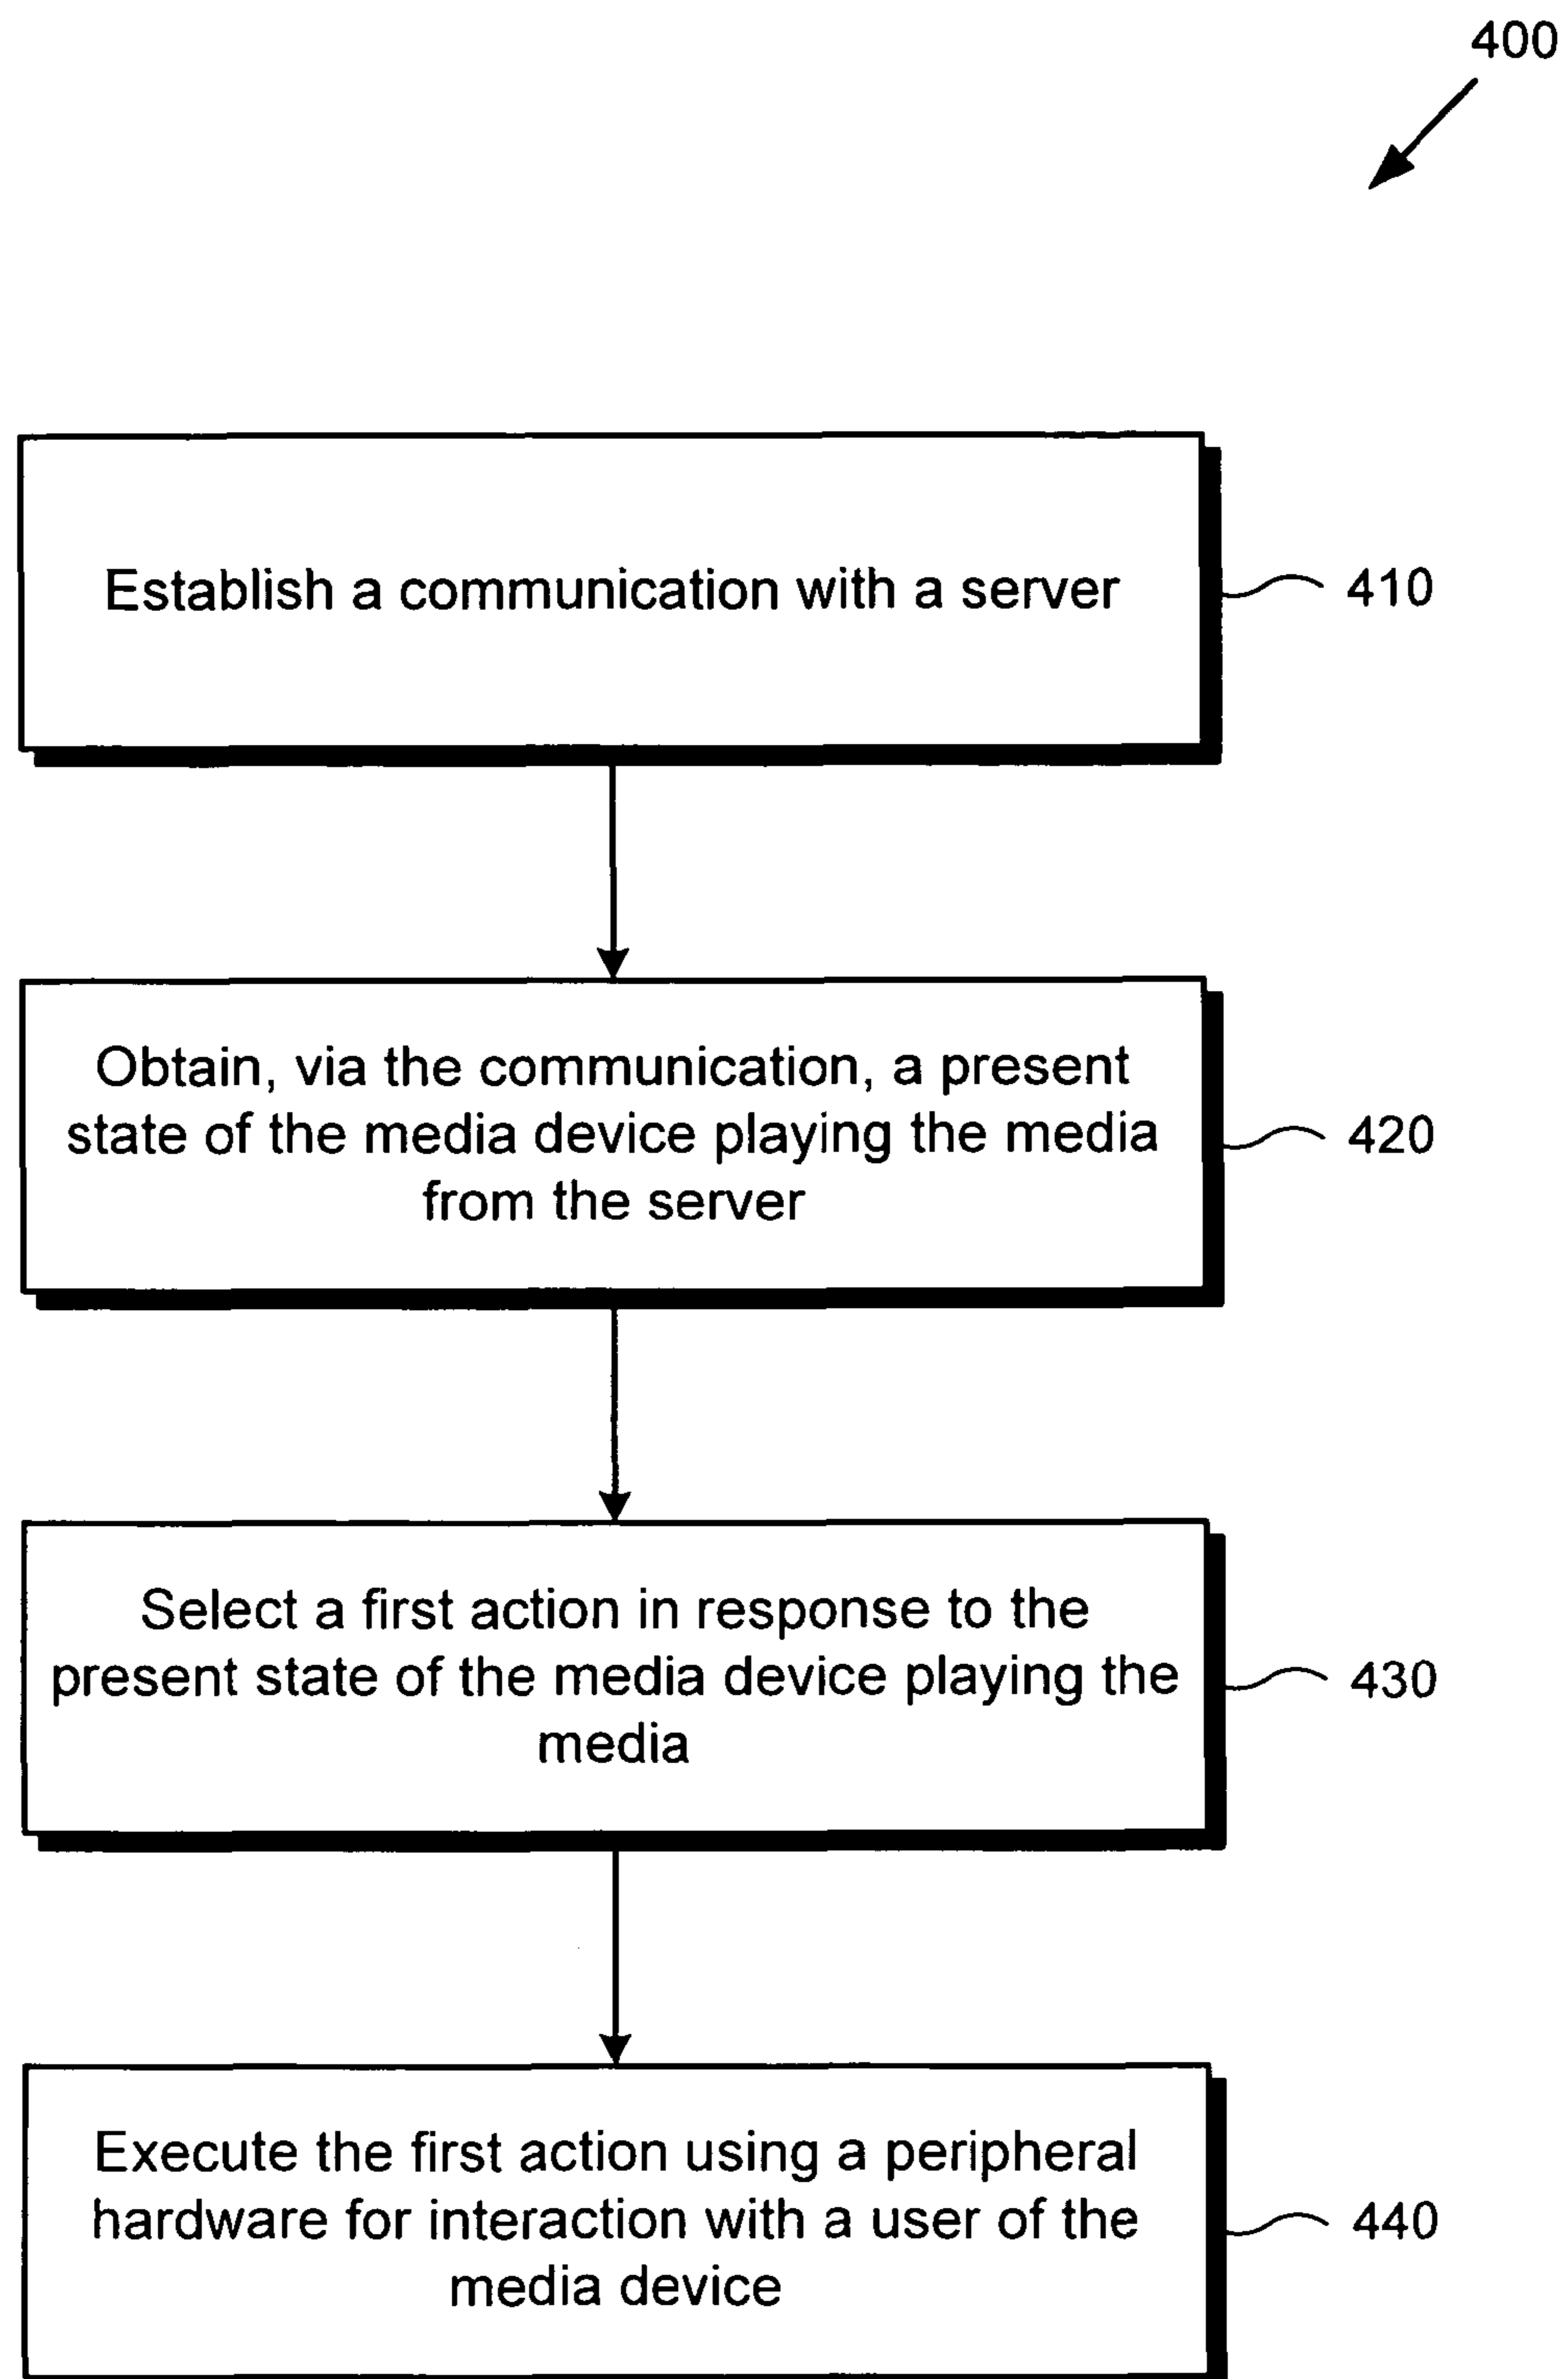 400
Establish a communication with a server
410
Obtain, via the communication, a present
state of the media device playing the media
from the server
420
Select a first action in response to the
present state of the media device playing the
media
430
Execute the first action using a peripheral
hardware for interaction with a user of the
media device
440